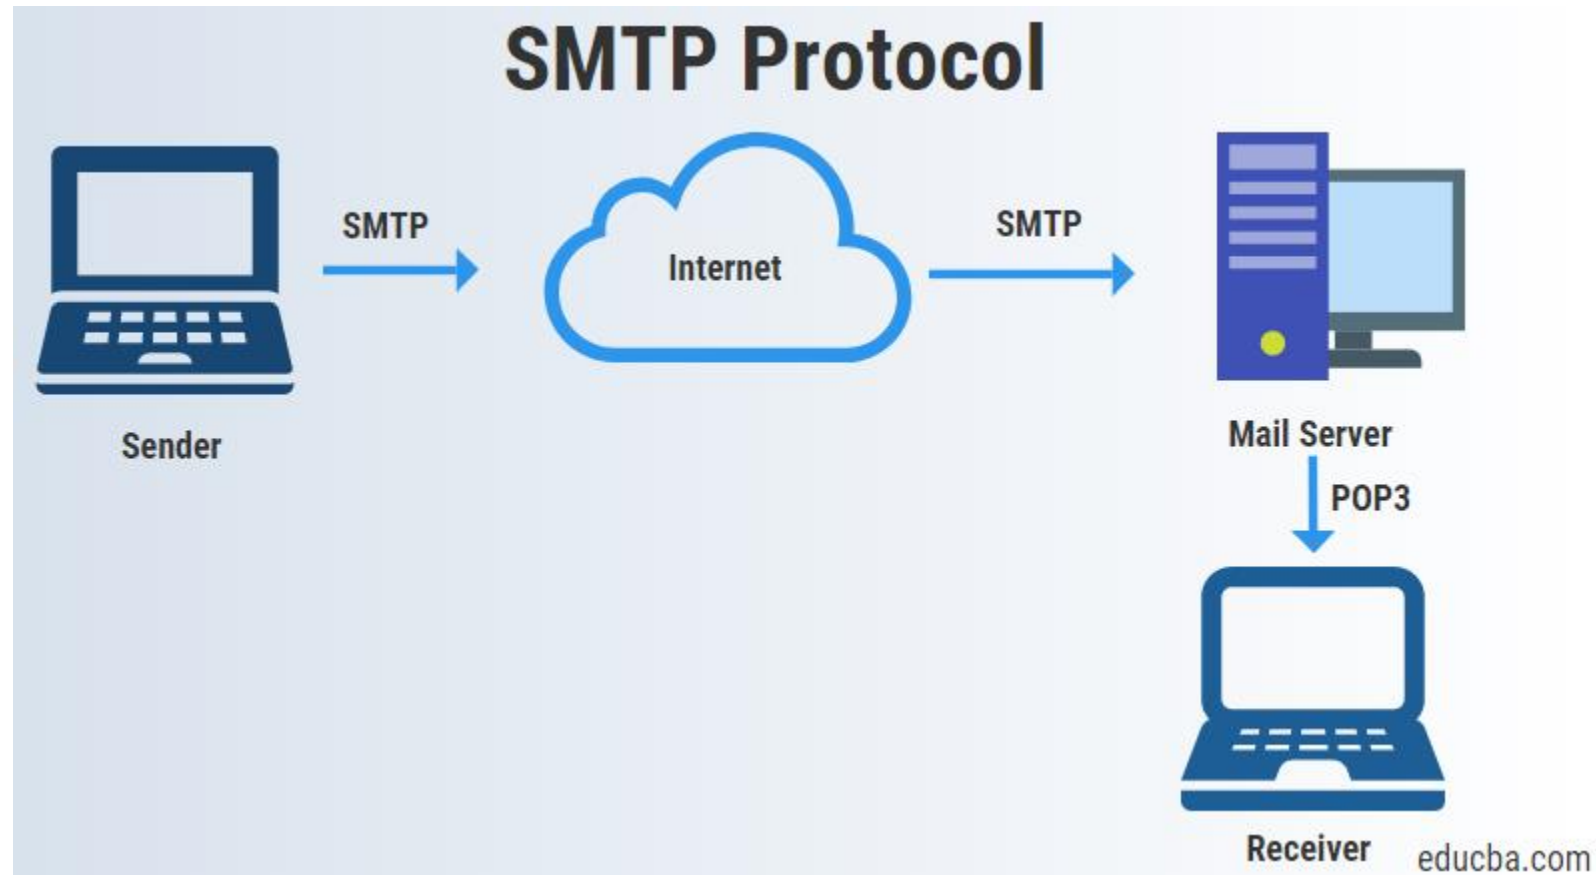 SMTP Protocol
SMTP
Internet
SMTP
Sender
Mail Server
POP3
Receiver
educba.com